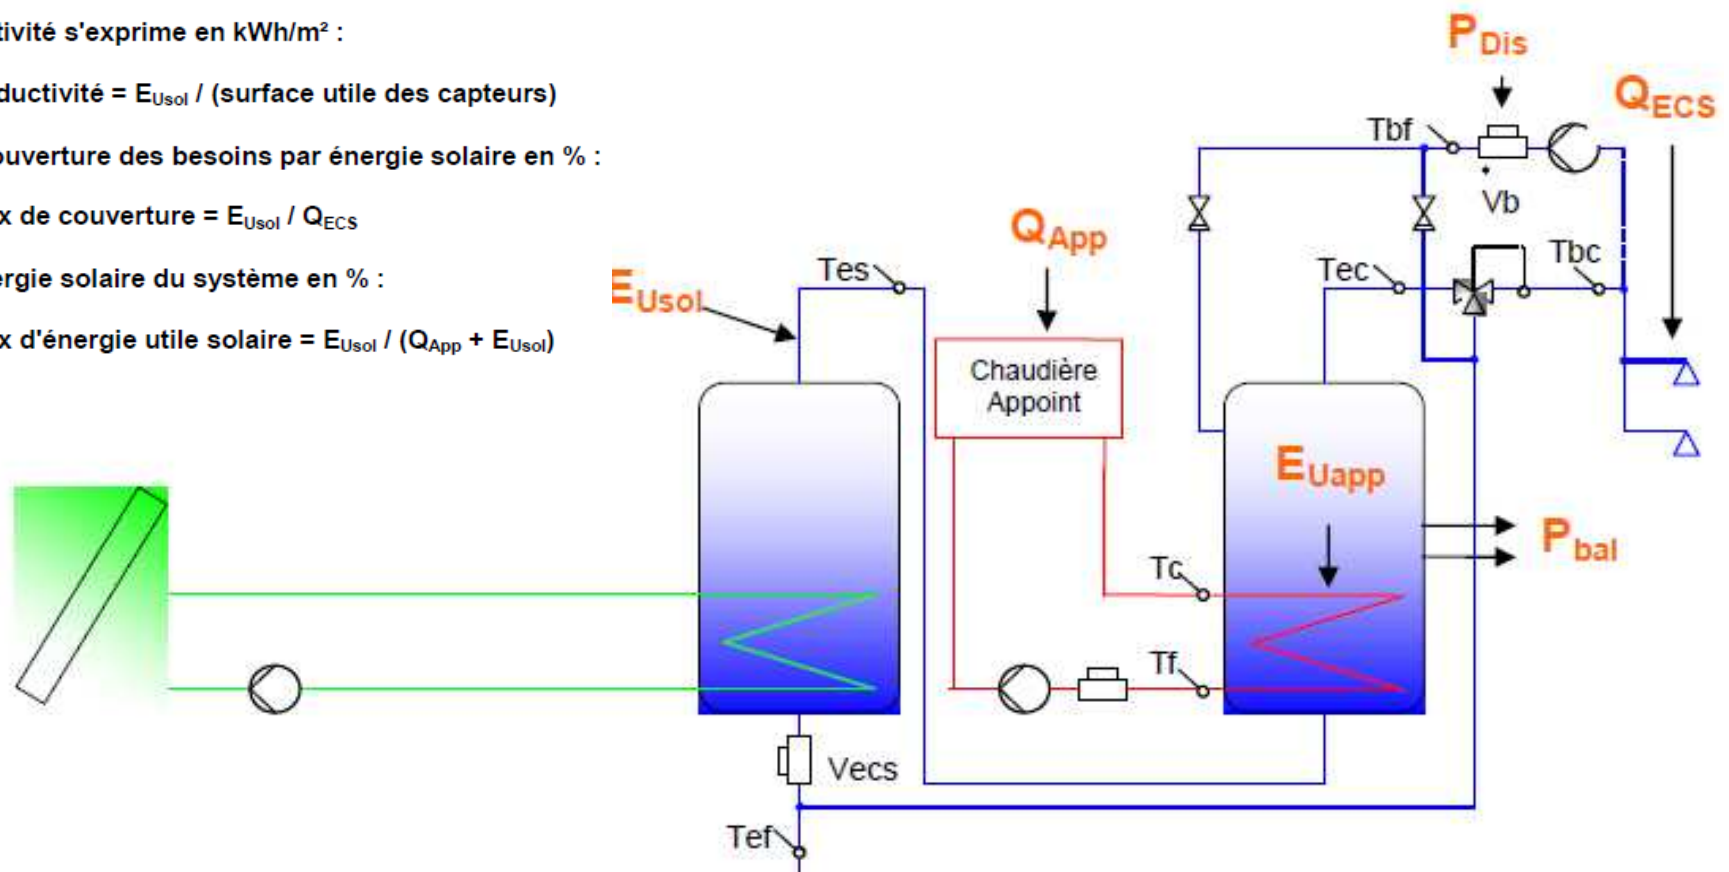 tivité s'exprime en kWh/m² :
ductivité = EUsol / (surface utile des capteurs)
ouverture des besoins par énergie solaire en % :
x de couverture = EUsol / QECS
ergie solaire du système en % :
x d'énergie utile solaire = EUsol / (QApp + EUsol)
PDis
QECS
Tbf
Vb
QApp
Tes
Tec
Tbc
EUsol
Chaudière
Appoint
EUapp
Pbal
Tc
Tf
Vecs
Tef